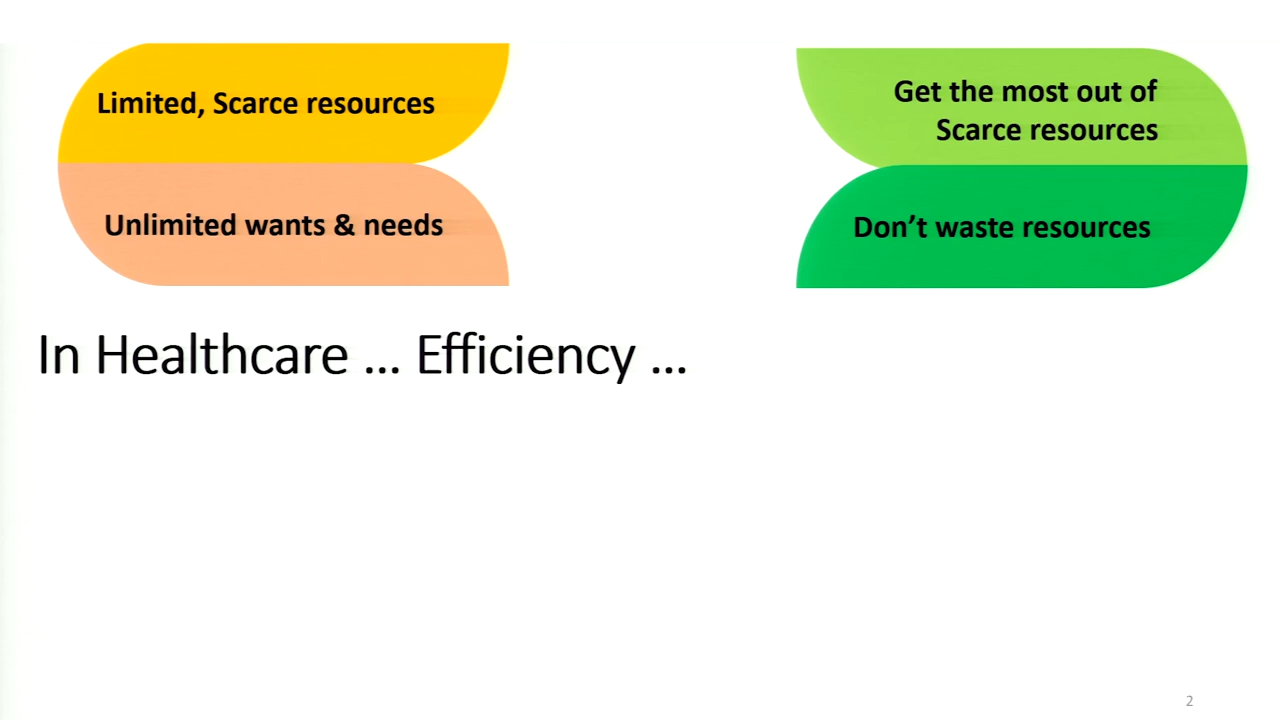 Limited, Scarce resources
Unlimited wants & needs
Get the most out of
Scarce resources
Don’t waste resources
In Healthcare … Efficiency …
2